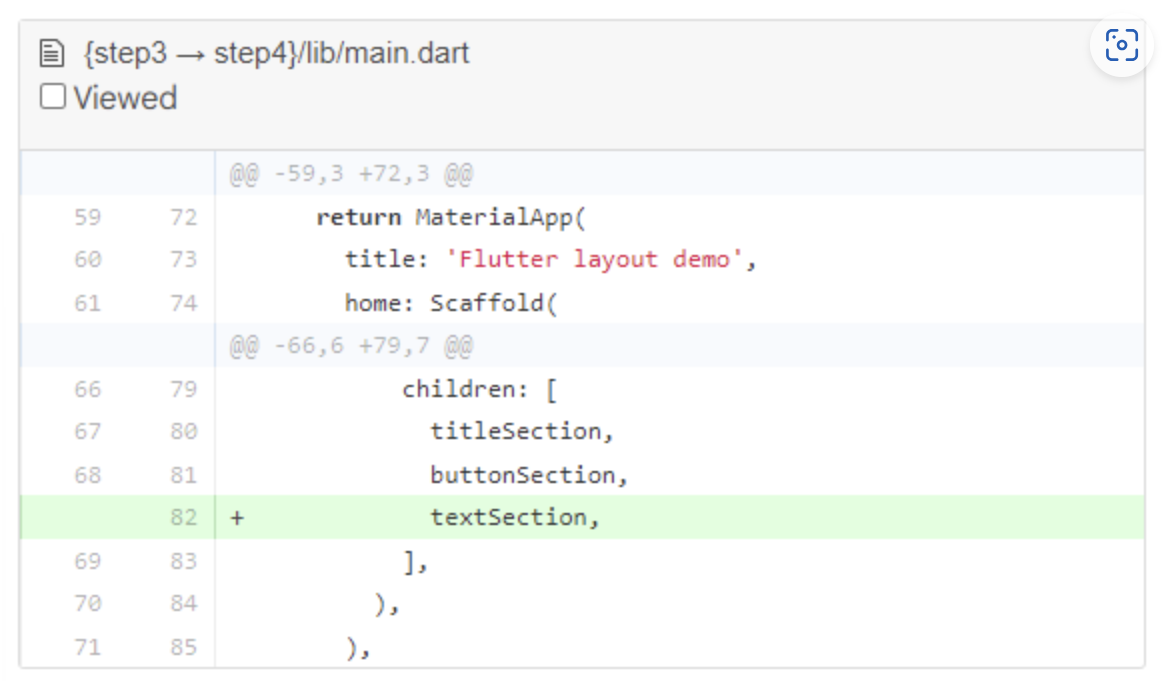 {step3 → step4}/lib/main.dart
Viewed
@@ -59,3 +72,3 @@
59 72 return MaterialApp(
60 73 title: 'Flutter layout demo',
61 74 home: Scaffold(
@@ -66,6 +79,7 @@
66 79 children: [
67 80 titleSection,
68 81 buttonSection,
82 + textSection,
69 83 ],
70 84 ),
71 85 ),